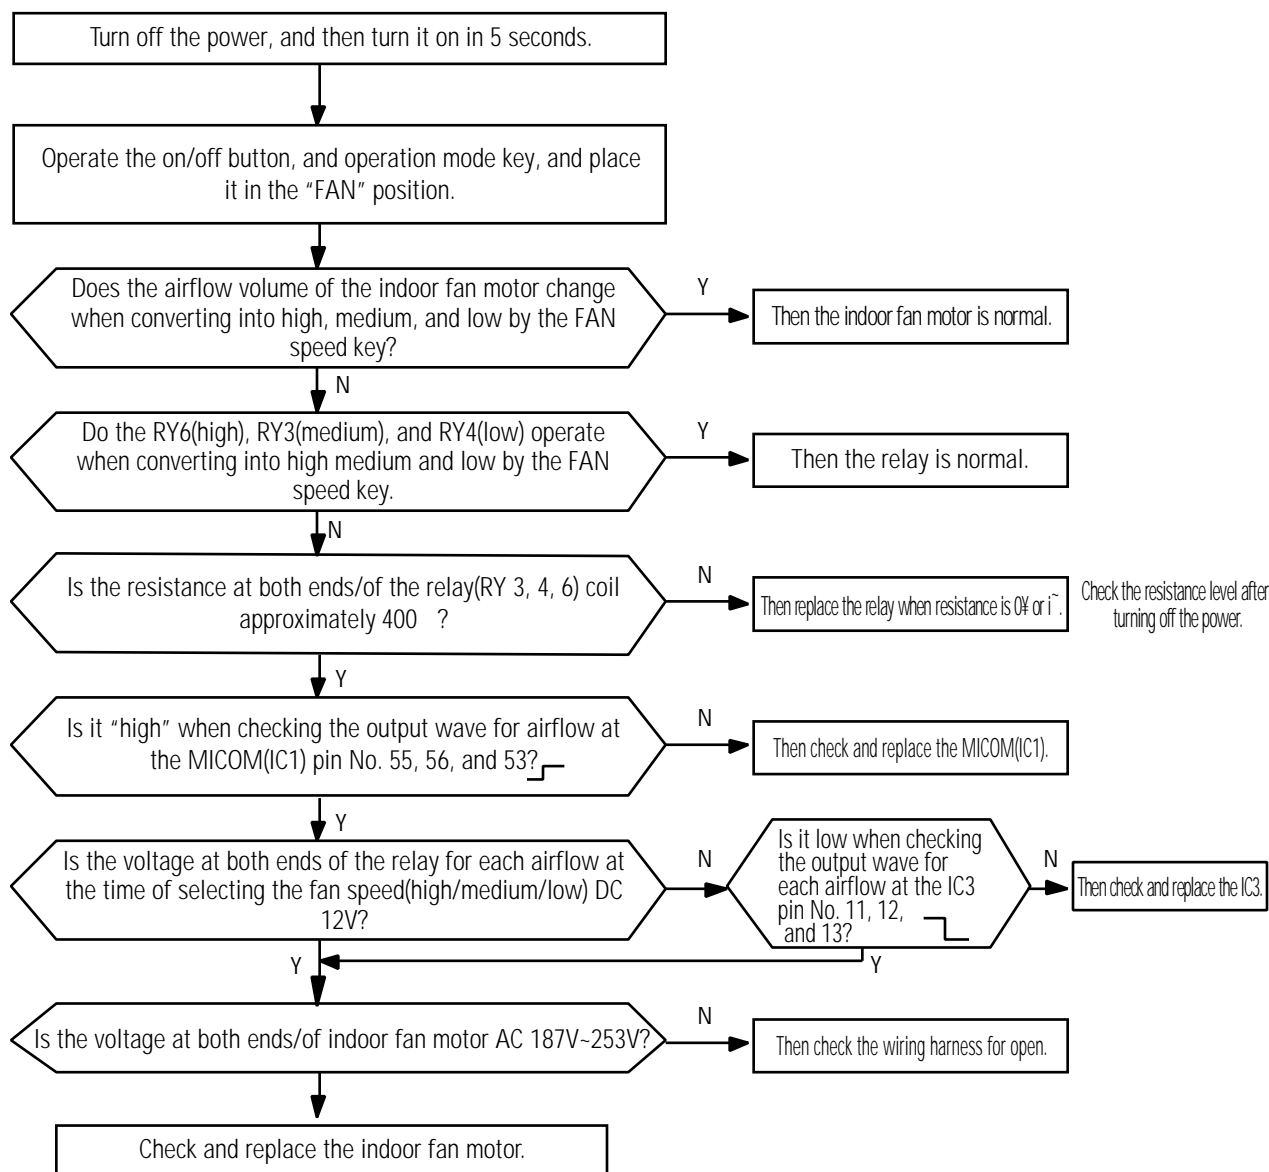 Turn off the power, and then turn it on in 5 seconds.
Operate the on/off button, and operation mode key, and place
it in the “FAN” position.
Does the airflow volume of the indoor fan motor change
when converting into high, medium, and low by the FAN
speed key?
Y
Then the indoor fan motor is normal.
N
Do the RY6(high), RY3(medium), and RY4(low) operate
when converting into high medium and low by the FAN
speed key.
Y
Then the relay is normal.
N
Is the resistance at both ends/of the relay(RY 3, 4, 6) coil
approximately 400 ?
N
Then replace the relay when resistance is 0¥ or i˜.
Check the resistance level after
turning off the power.
Y
Is it “high” when checking the output wave for airflow at
the MICOM(IC1) pin No. 55, 56, and 53?
N
Then check and replace the MICOM(IC1).
Y
Is the voltage at both ends of the relay for each airflow at
the time of selecting the fan speed(high/medium/low) DC
12V?
N
Is it low when checking
the output wave for
each airflow at the IC3
pin No. 11, 12,
and 13?
N
Then check and replace the IC3.
Y
Y
Is the voltage at both ends/of indoor fan motor AC 187V~253V?
N
Then check the wiring harness for open.
Check and replace the indoor fan motor.